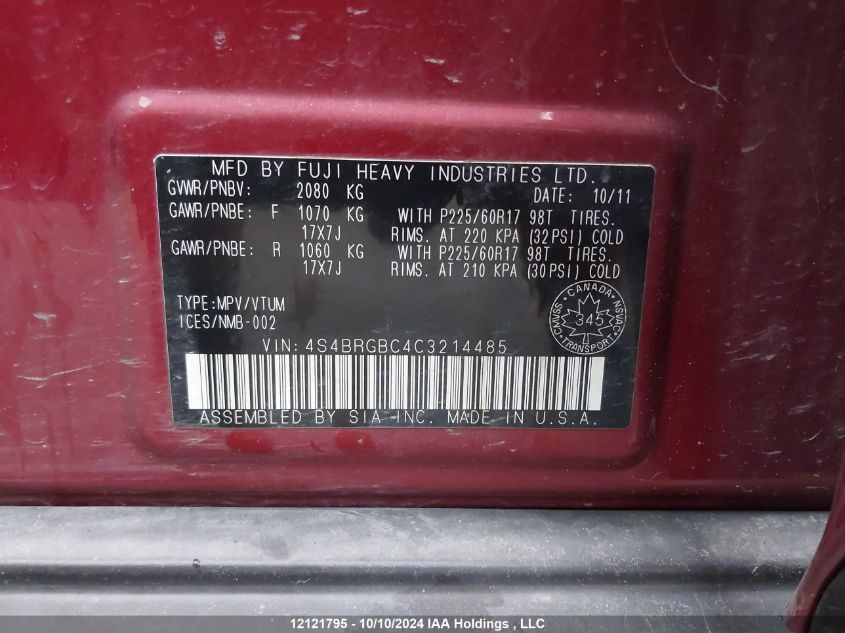 MFD BY FUJI HEAVY INDUSTRIES LTD.
GVWR/PNBV: 2080 KG DATE: 10/11
GAWR/PNBE: F 1070 KG WITH P225/60R17 98T TIRES.
17X7J RIMS. AT 220 KPA (32PSI) COLD
GAWR/PNBE: R 1060 KG WITH P225/60R17 98T TIRES.
17X7J RIMS. AT 210 KPA (30PSI) COLD
TYPE:MPV/VTUM
ICES/NMB-002
CANADA
CMVSS 345 NSVAC
TRANSPORT
VIN: 4S4BRGBC4C3214485
ASSEMBLED BY SIA INC. MADE IN U.S.A.
12121795 - 10/10/2024 IAA Holdings , LLC